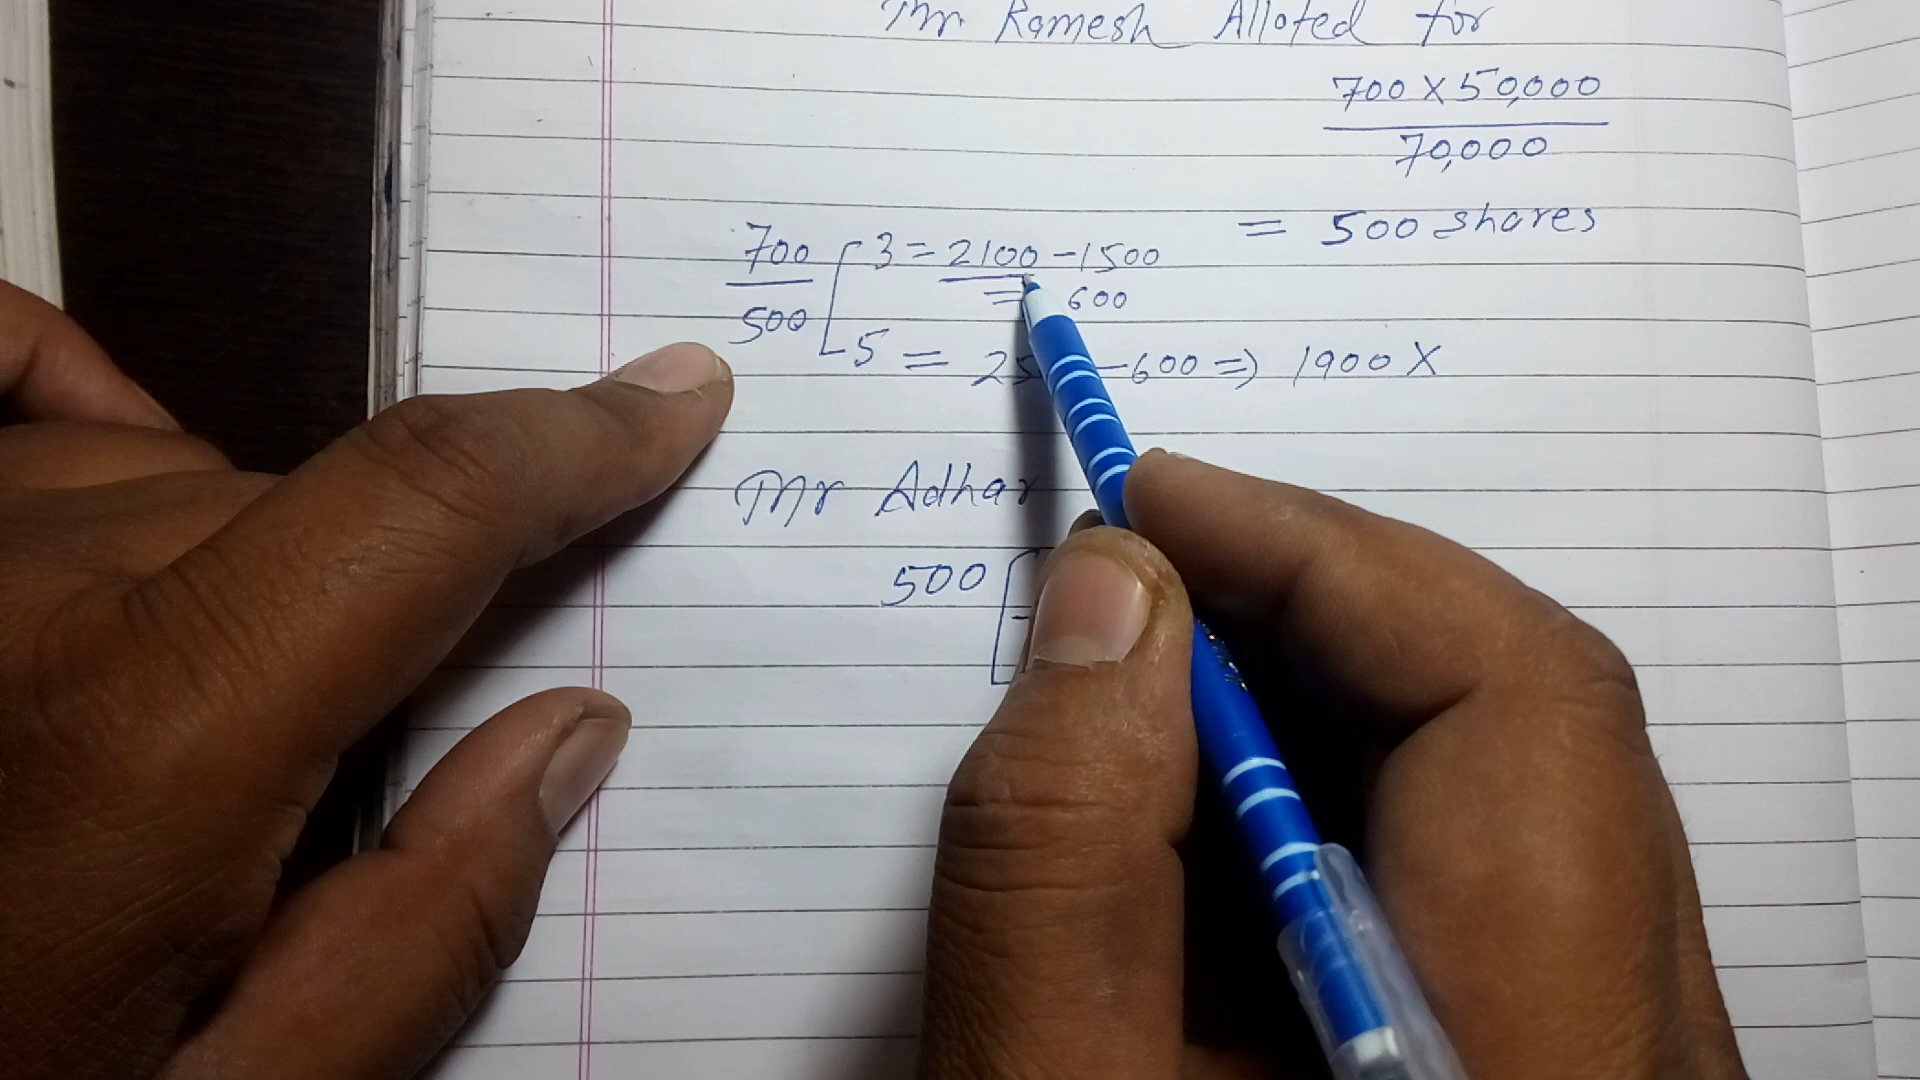 Mr Ramesh Alloted for
700 X 50,000
70,000
= 500 shares
700
500
3 = 2100 - 1500
= 600
5 = 25 - 600 => 1900 X
Mr Adhar
500